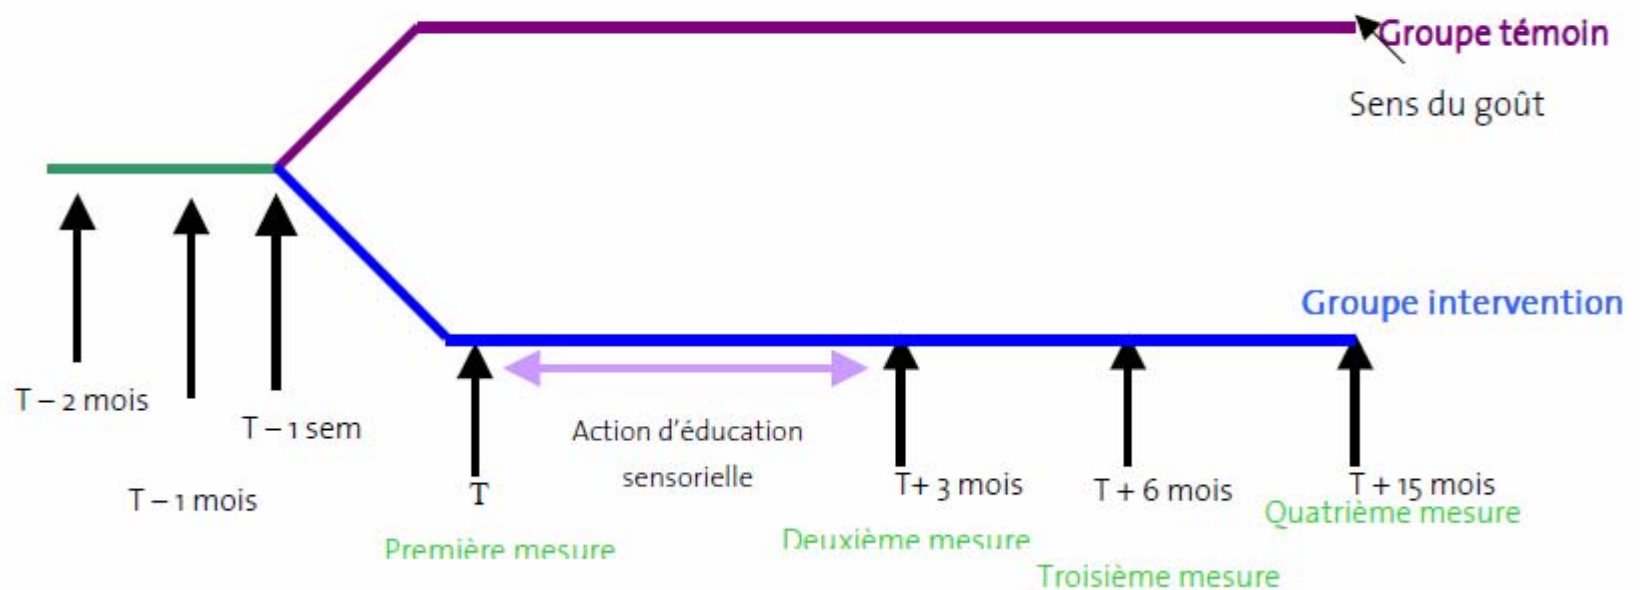 Groupe témoin
Sens du goût
Groupe intervention
T – 2 mois
T – 1 sem
T – 1 mois
Action d'éducation
sensorielle
T
T+ 3 mois
T + 6 mois
T + 15 mois
Première mesure
Deuxième mesure
Troisième mesure
Quatrième mesure